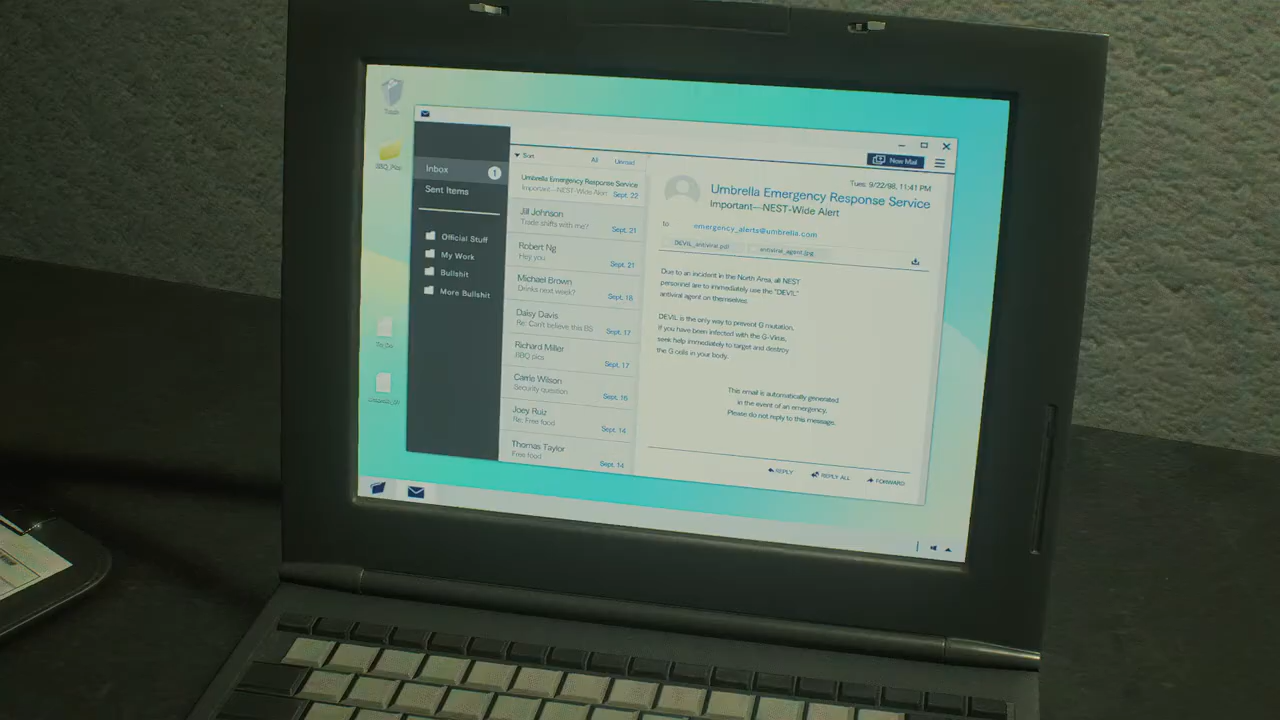 Inbox
1
Sent Items
Official Stuff
My Work
Bullshit
More Bullshit
Sort
All
Unread
Umbrella Emergency Response Service
Important—NEST-Wide Alert
Sept. 22
Jill Johnson
Trade shifts with me?
Sept. 21
Robert Ng
Hey you
Sept. 21
Michael Brown
Drinks next week?
Sept. 18
Daisy Davis
Re: Can't believe this BS
Sept. 17
Richard Miller
BBQ pics
Sept. 17
Carrie Wilson
Security question
Sept. 16
Joey Ruiz
Re: Free food
Sept. 14
Thomas Taylor
Free food
Sept. 14
New Mail
Tues. 9/22/98, 11:41 PM
Umbrella Emergency Response Service
Important—NEST-Wide Alert
to
emergency_alerts@umbrella.com
DEVIL_antiviral.pdf
antiviral_agent.jpg
Due to an incident in the North Area, all NEST
personnel are to immediately use the "DEVIL"
antiviral agent on themselves.
DEVIL is the only way to prevent G mutation.
If you have been infected with the G-Virus,
seek help immediately to target and destroy
the G cells in your body.
This email is automatically generated
in the event of an emergency.
Please do not reply to this message.
REPLY
REPLY ALL
FORWARD